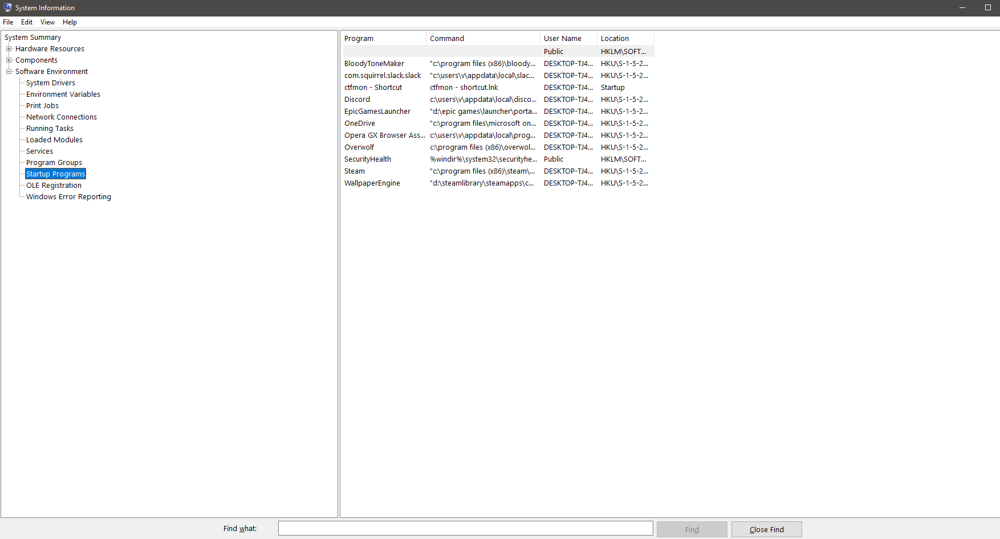 System Information
File Edit View Help
System Summary
Hardware Resources
Components
Software Environment
System Drivers
Environment Variables
Print Jobs
Network Connections
Running Tasks
Loaded Modules
Services
Program Groups
Startup Programs
OLE Registration
Windows Error Reporting
Program Command User Name Location
Public HKLM\SOFT...
BloodyToneMaker "c:\program files (x86)\bloody... DESKTOP-TJ4... HKU\S-1-5-2...
com.squirrel.slack.slack "c:\users\v\appdata\local\slac... DESKTOP-TJ4... HKU\S-1-5-2...
ctfmon - Shortcut ctfmon - shortcut.lnk DESKTOP-TJ4... Startup
Discord c:\users\v\appdata\local\disco... DESKTOP-TJ4... HKU\S-1-5-2...
EpicGamesLauncher "d:\epic games\launcher\porta... DESKTOP-TJ4... HKU\S-1-5-2...
OneDrive "c:\program files\microsoft on... DESKTOP-TJ4... HKU\S-1-5-2...
Opera GX Browser Ass... c:\users\v\appdata\local\prog... DESKTOP-TJ4... HKU\S-1-5-2...
Overwolf c:\program files (x86)\overwol... DESKTOP-TJ4... HKU\S-1-5-2...
SecurityHealth %windir%\system32\securityhe... Public HKLM\SOFT...
Steam "c:\program files (x86)\steam\... DESKTOP-TJ4... HKU\S-1-5-2...
WallpaperEngine "d:\steamlibrary\steamapps\c... DESKTOP-TJ4... HKU\S-1-5-2...
Find what: Find Close Find